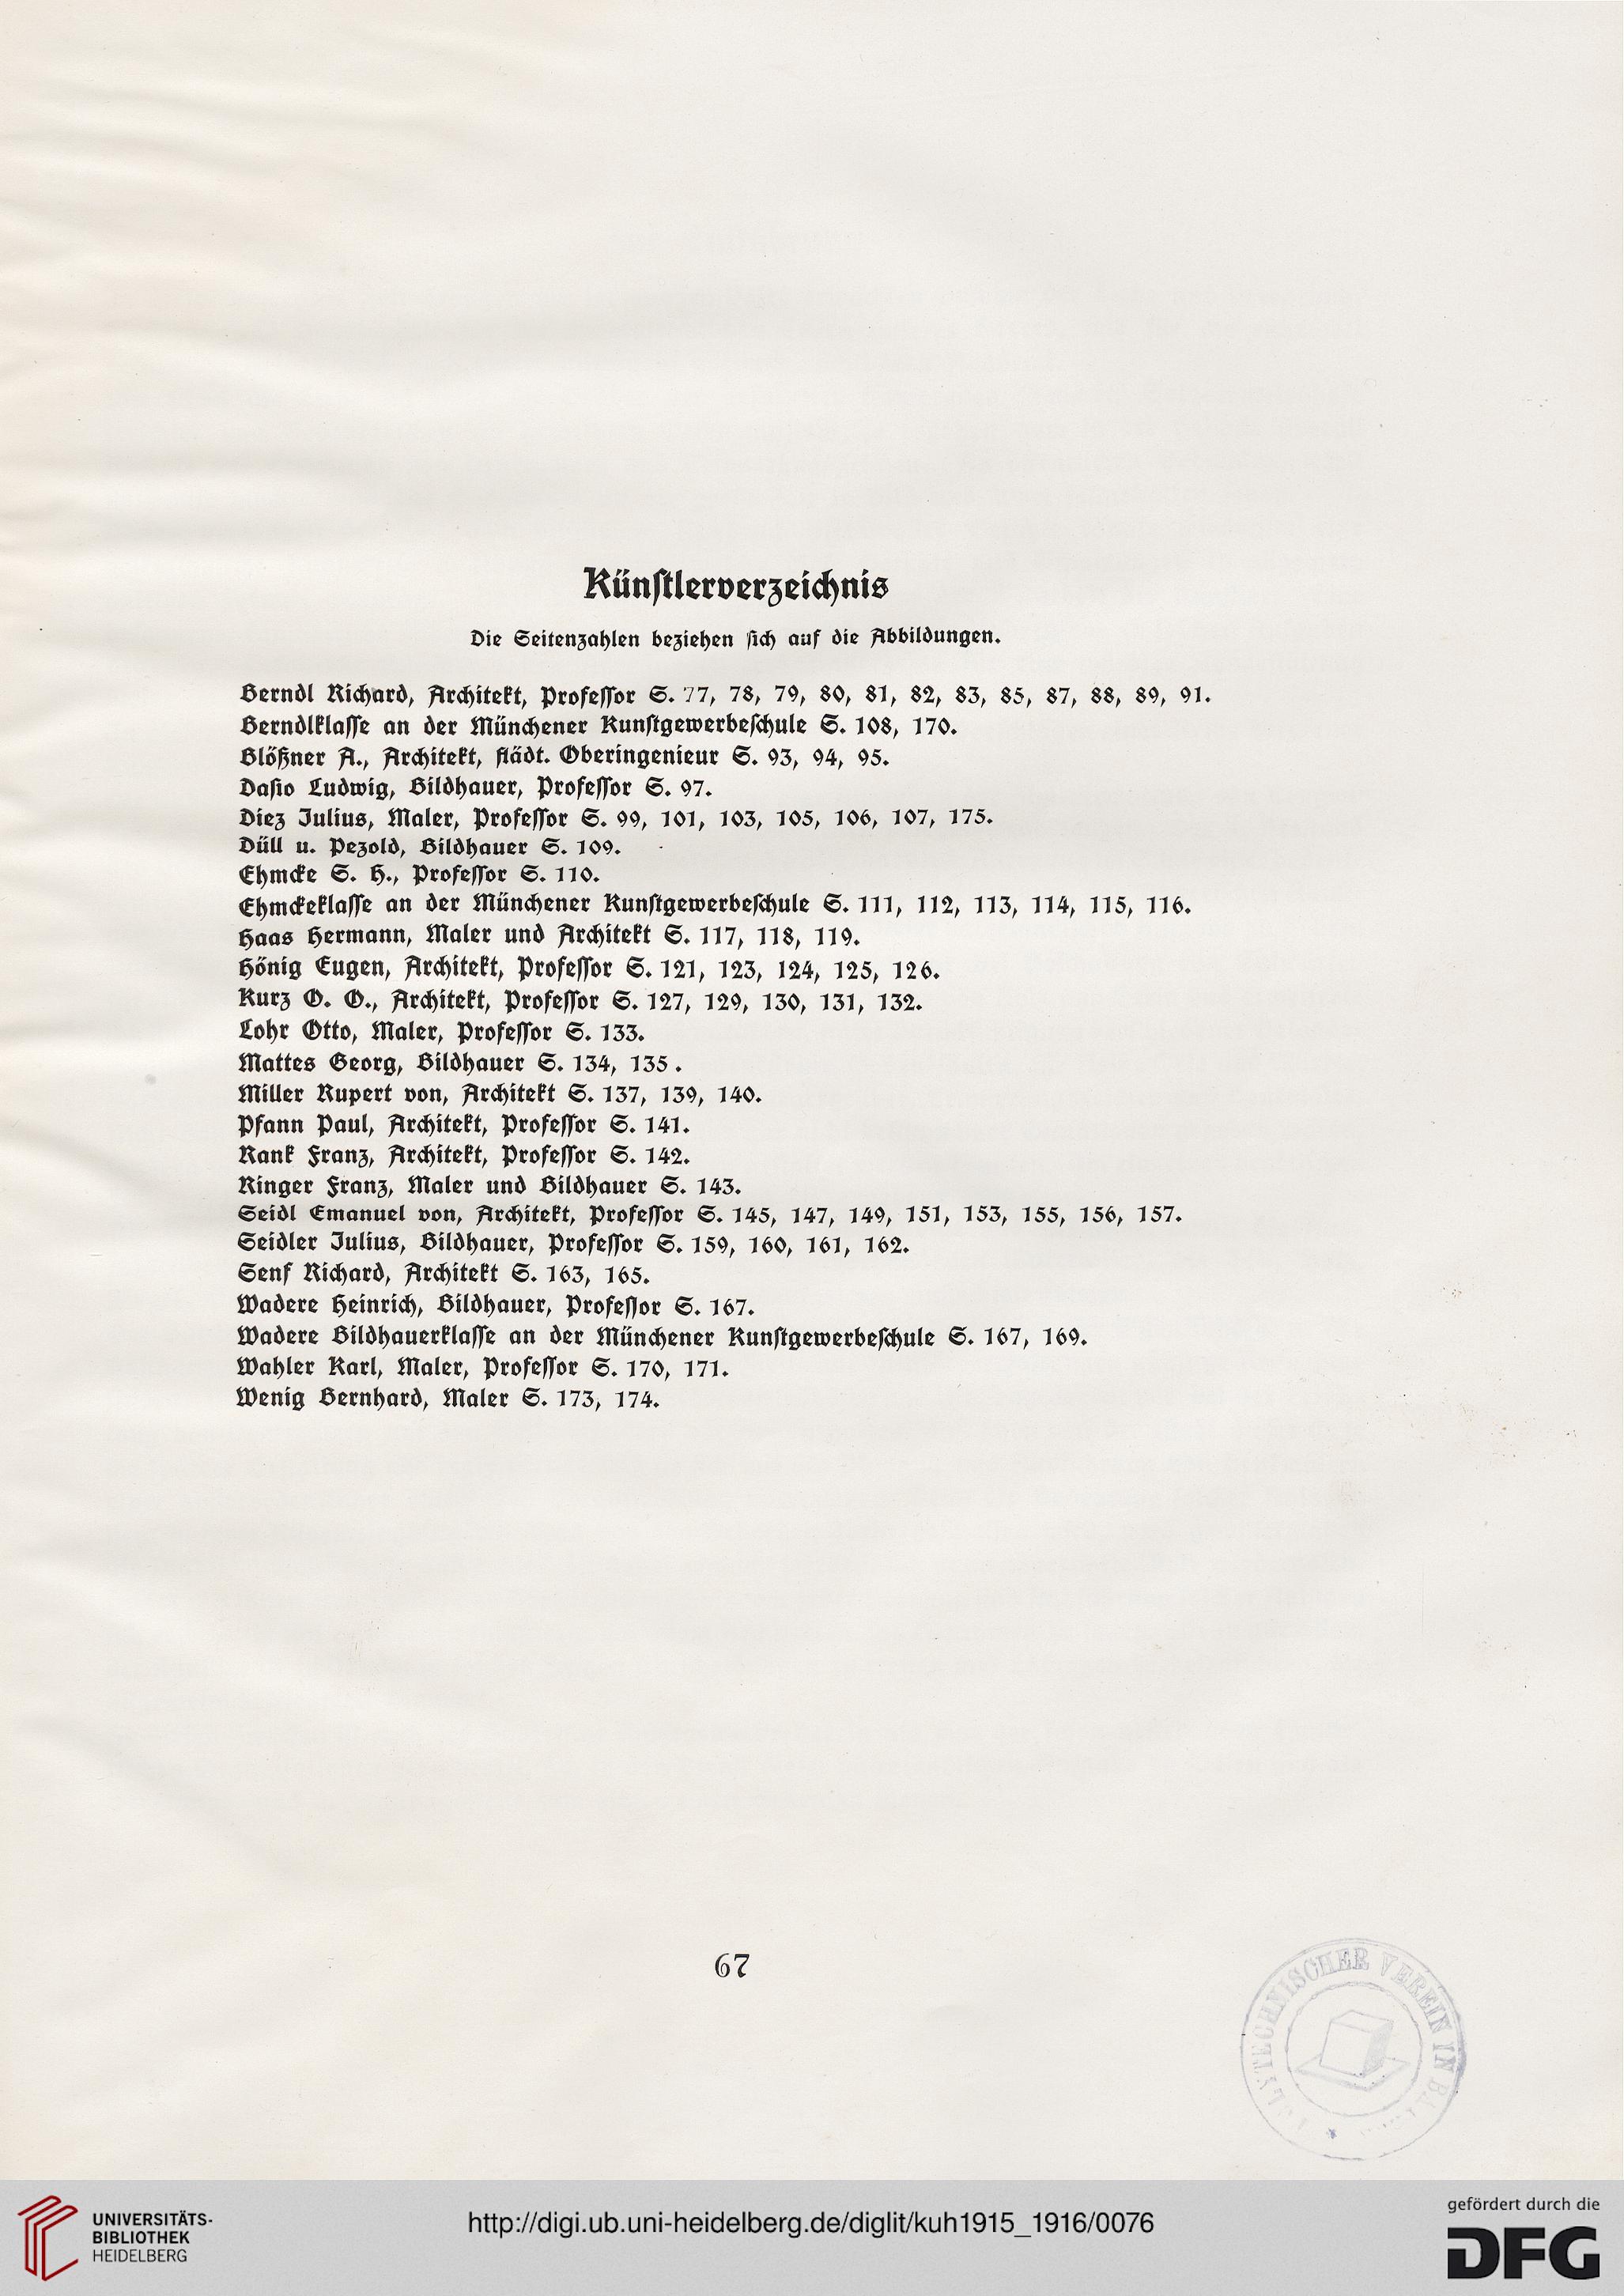 Künſtlerverzeichnis
Die Seitenzahlen beziehen ſich auf die Abbildungen.
Berndl Richard, Architekt, Profeſſor S. 77, 78, 79, 80, 81, 82, 83, 85, 87, 88, 89, 91.
Berndlklaſſe an der Münchener Kunſtgewerbeſchule S. 108, 170.
Blößner A., Architekt, ſtädt. Oberingenieur S. 93, 94, 95.
Daſio Ludwig, Bildhauer, Profeſſor S. 97.
Diez Julius, Maler, Profeſſor S. 99, 101, 103, 105, 106, 107, 175.
Düll u. Pezold, Bildhauer S. 109.
Ehmcke S. H., Profeſſor S. 110.
Ehmckeklaſſe an der Münchener Kunſtgewerbeſchule S. 111, 112, 113, 114, 115, 116.
Haas Hermann, Maler und Architekt S. 117, 118, 119.
Hönig Eugen, Architekt, Profeſſor S. 121, 123, 124, 125, 126.
Kurz O. O., Architekt, Profeſſor S. 127, 129, 130, 131, 132.
Lohr Otto, Maler, Profeſſor S. 133.
Mattes Georg, Bildhauer S. 134, 135.
Miller Rupert von, Architekt S. 137, 139, 140.
Pfann Paul, Architekt, Profeſſor S. 141.
Rank Franz, Architekt, Profeſſor S. 142.
Ringer Franz, Maler und Bildhauer S. 143.
Seidl Emanuel von, Architekt, Profeſſor S. 145, 147, 149, 151, 153, 155, 156, 157.
Seidler Julius, Bildhauer, Profeſſor S. 159, 160, 161, 162.
Senf Richard, Architekt S. 163, 165.
Wadere Heinrich, Bildhauer, Profeſſor S. 167.
Wadere Bildhauerklaſſe an der Münchener Kunſtgewerbeſchule S. 167, 169.
Wahler Karl, Maler, Profeſſor S. 170, 171.
Wenig Bernhard, Maler S. 173, 174.
67
VEREIN IN
UNIVERSITÄTS-
BIBLIOTHEK
HEIDELBERG
http://digi.ub.uni-heidelberg.de/diglit/kuh1915_1916/0076
gefördert durch die
DFG